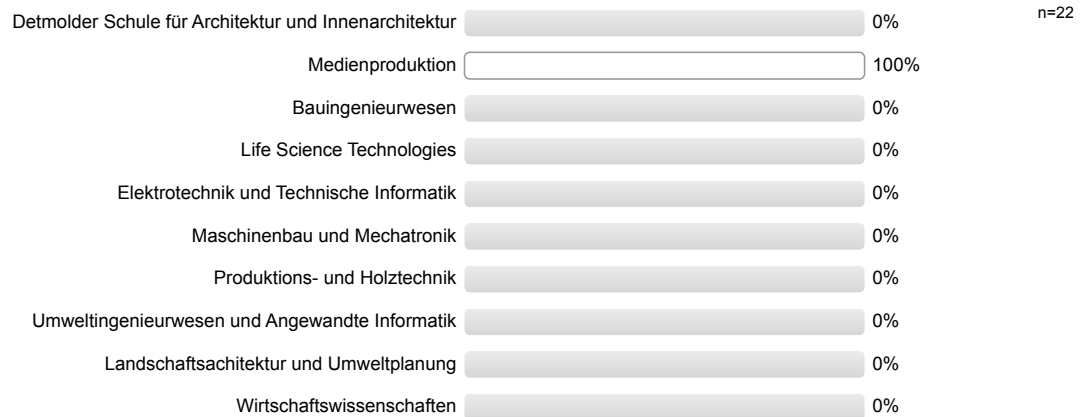 Detmolder Schule für Architektur und Innenarchitektur 0% n=22
Medienproduktion 100%
Bauingenieurwesen 0%
Life Science Technologies 0%
Elektrotechnik und Technische Informatik 0%
Maschinenbau und Mechatronik 0%
Produktions- und Holztechnik 0%
Umweltingenieurwesen und Angewandte Informatik 0%
Landschaftsachitektur und Umweltplanung 0%
Wirtschaftswissenschaften 0%